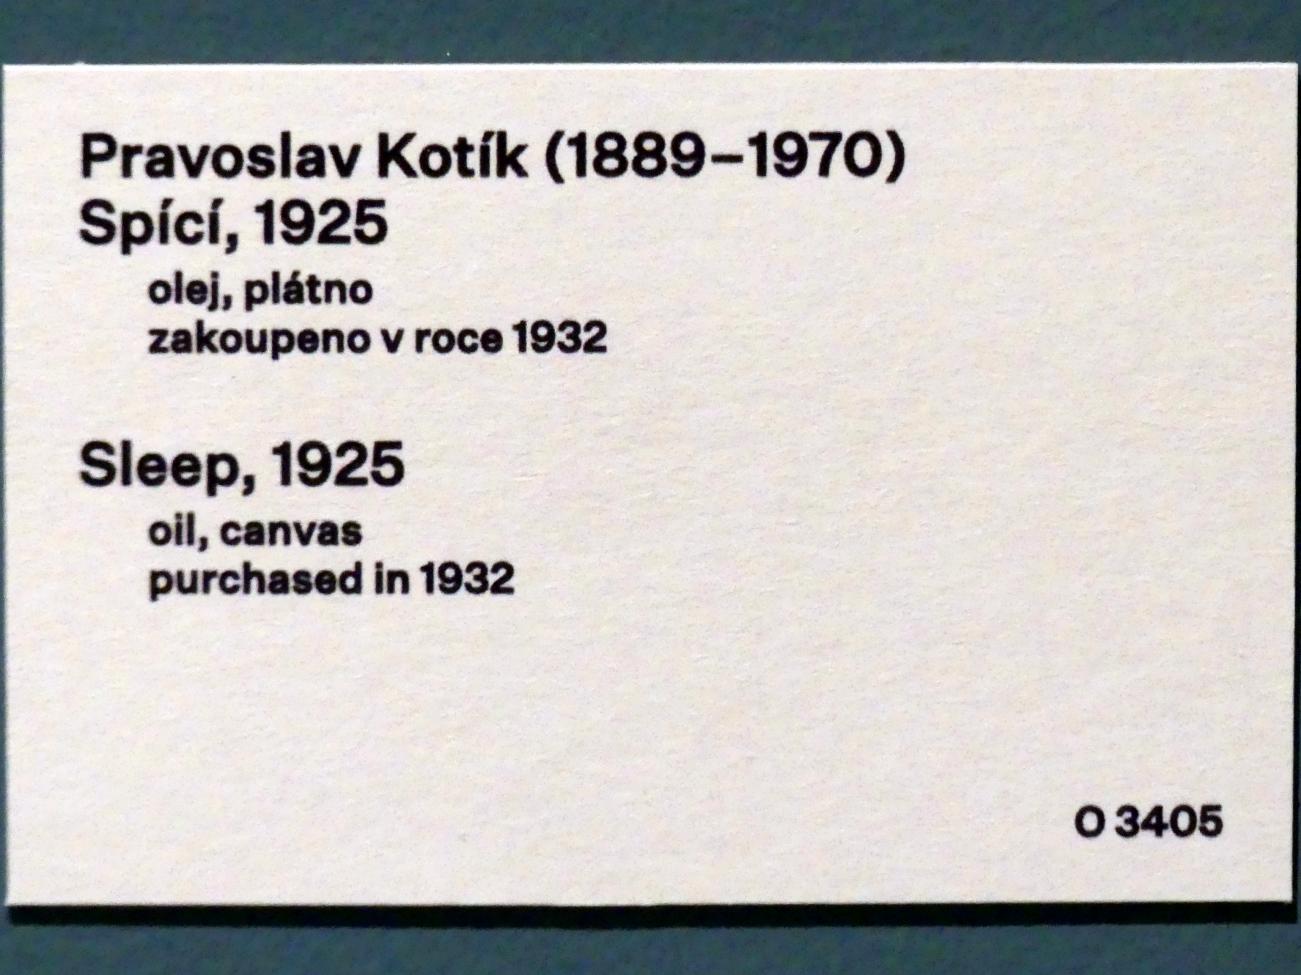 Pravoslav Kotík (1889–1970)
Spící, 1925
olej, plátno
zakoupeno v roce 1932
Sleep, 1925
oil, canvas
purchased in 1932
O 3405